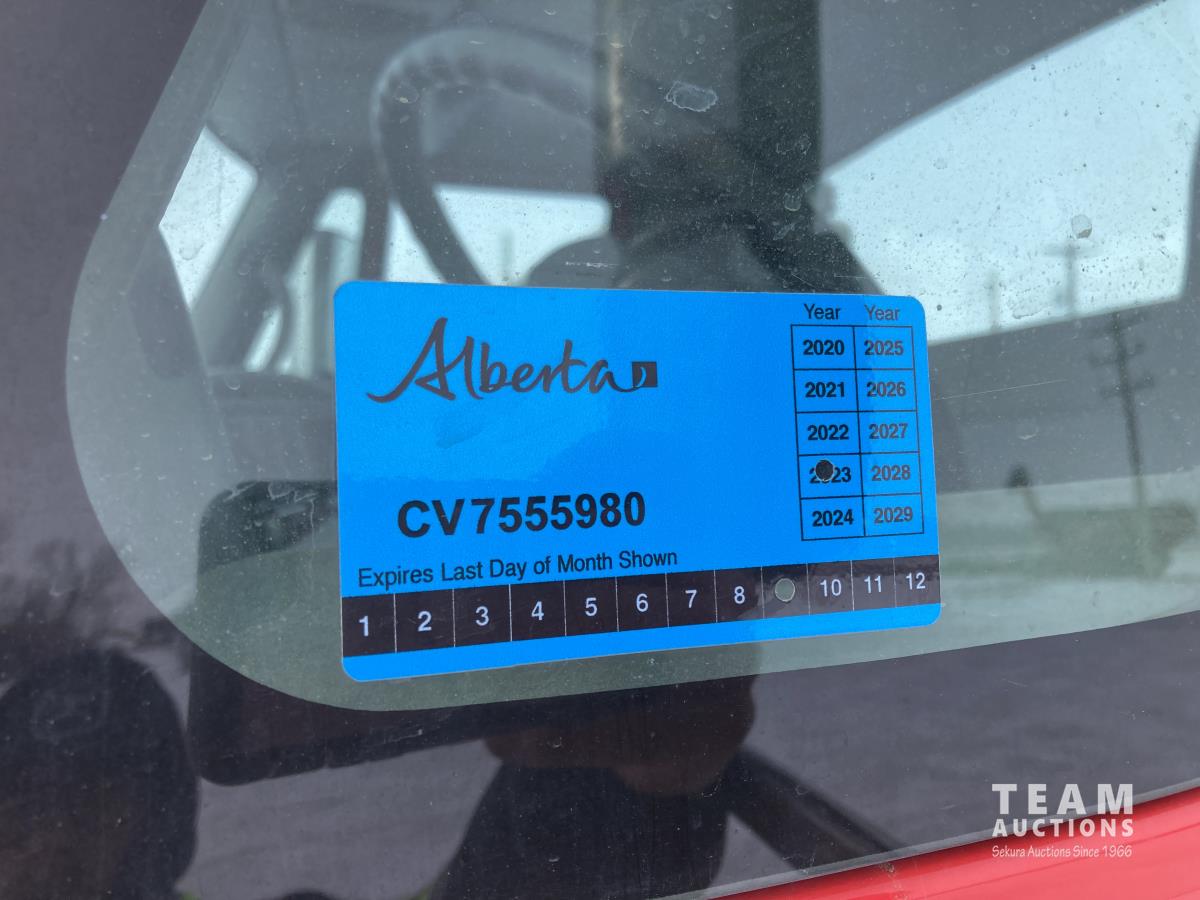 Alberta
Year Year
2020 2025
2021 2026
2022 2027
2023 2028
2024 2029
CV7555980
Expires Last Day of Month Shown
1 2 3 4 5 6 7 8 10 11 12
TEAM
AUCTIONS
Sekura Auctions Since 1966